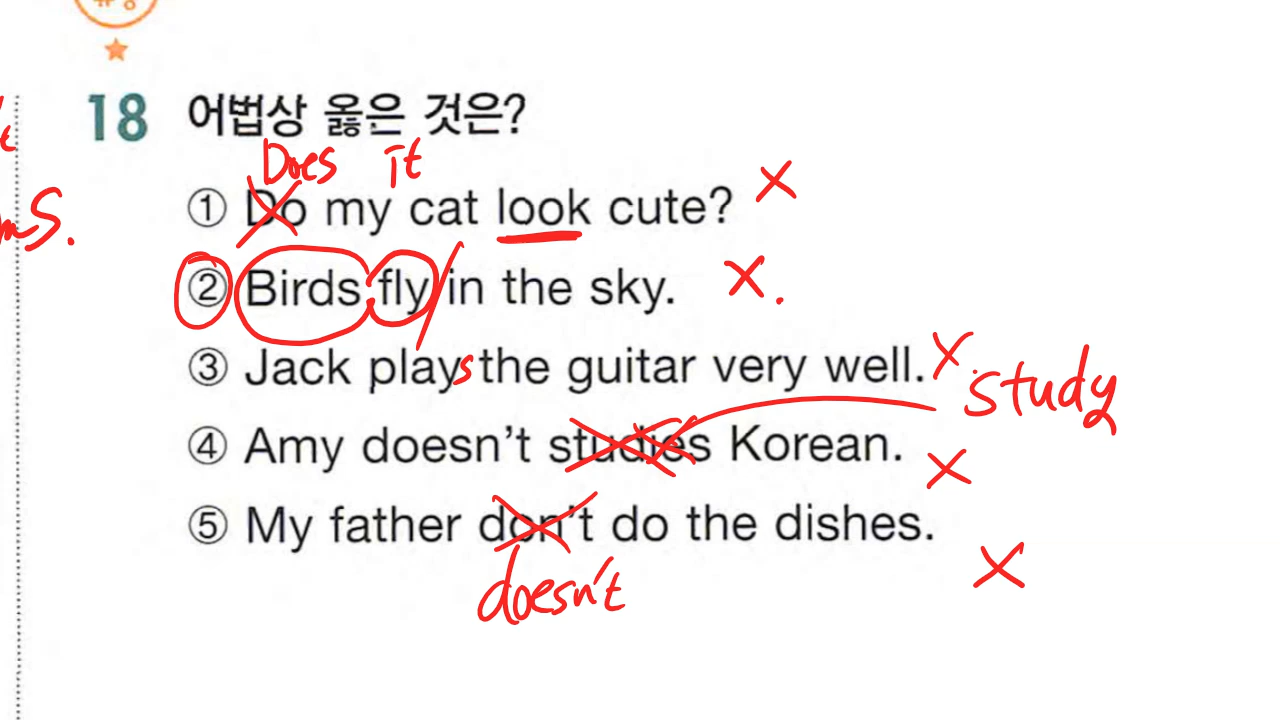 #8
18 어법상 옳은 것은?
Does it
① Do my cat look cute? X
② Birds fly in the sky. X.
③ Jack plays the guitar very well. X
study
④ Amy doesn't studies Korean. X
⑤ My father don't do the dishes. X
doesn't